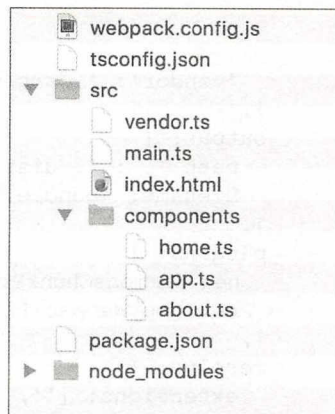 webpack.config.js
tsconfig.json
src
vendor.ts
main.ts
index.html
components
home.ts
app.ts
about.ts
package.json
node_modules